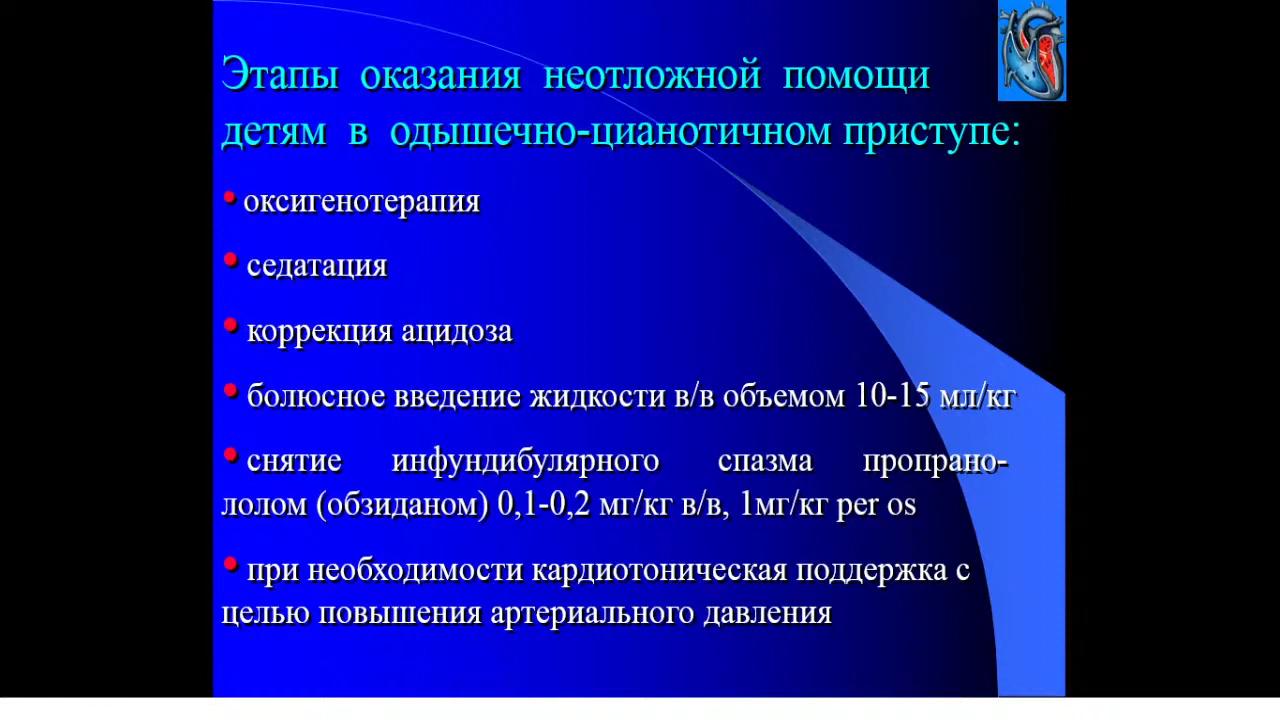 Этапы оказания неотложной помощи
детям в одышечно-цианотичном приступе:
• оксигенотерапия
• седатация
• коррекция ацидоза
• болюсное введение жидкости в/в объемом 10-15 мл/кг
• снятие инфундибулярного спазма пропрано-
лолом (обзиданом) 0,1-0,2 мг/кг в/в, 1мг/кг per os
• при необходимости кардиотоническая поддержка с
целью повышения артериального давления